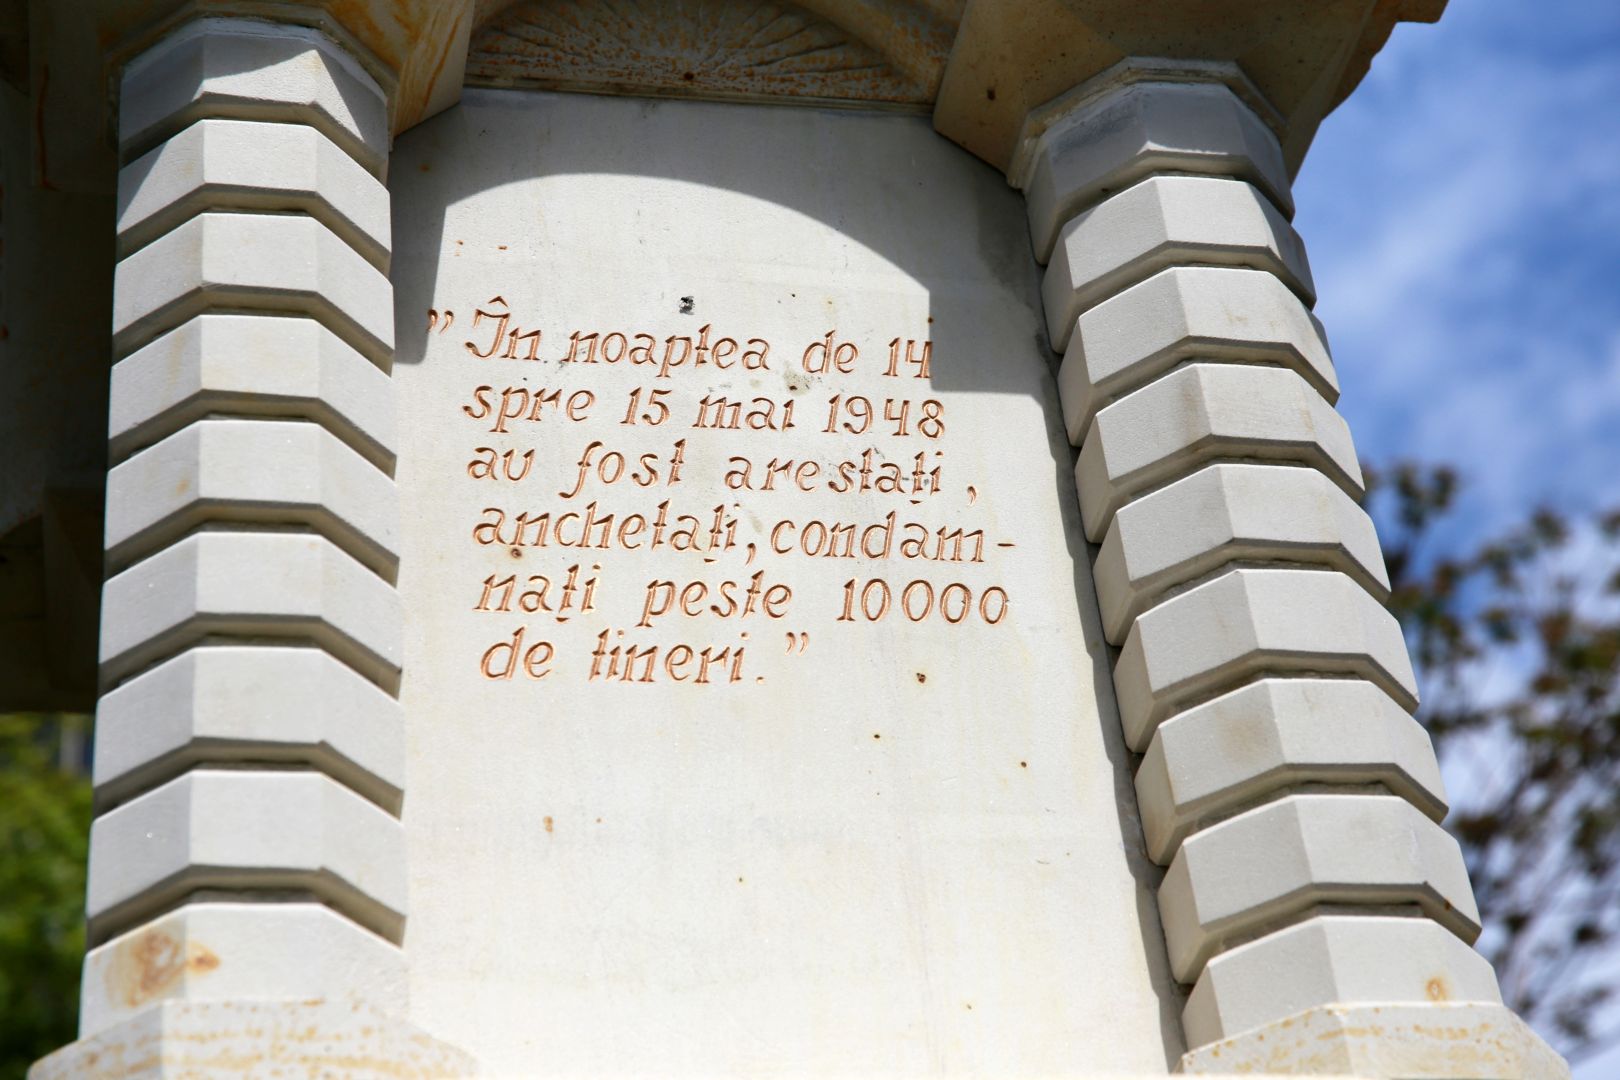 ”În noaptea de 14
spre 15 mai 1948
au fost arestați,
anchetați, condam-
nați peste 10000
de tineri.”